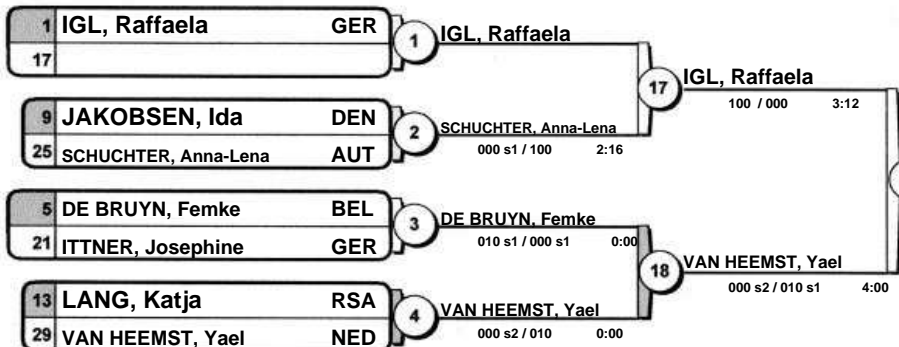 1 IGL, Raffaela GER
17
1
IGL, Raffaela
9 JAKOBSEN, Ida DEN
25 SCHUCHTER, Anna-Lena AUT
2
SCHUCHTER, Anna-Lena
000 s1 / 100 2:16
17
IGL, Raffaela
100 / 000 3:12
5 DE BRUYN, Femke BEL
21 ITTNER, Josephine GER
3
DE BRUYN, Femke
010 s1 / 000 s1 0:00
13 LANG, Katja RSA
29 VAN HEEMST, Yael NED
4
VAN HEEMST, Yael
000 s2 / 010 0:00
18
VAN HEEMST, Yael
000 s2 / 010 s1 4:00